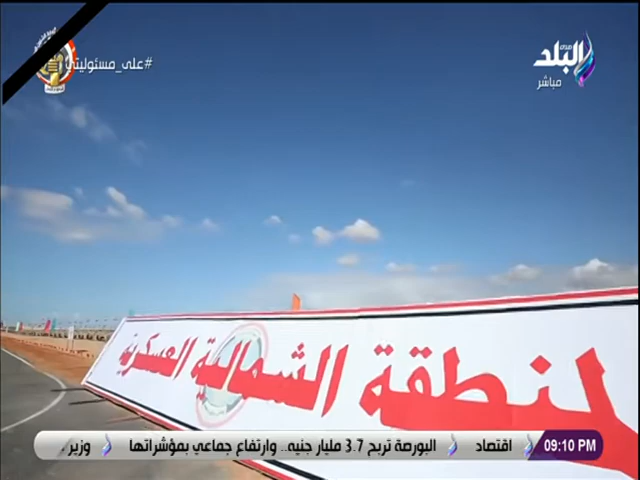 #على_مسئوليتي
صدى البلد
مباشر
المنطقة الشمالية العسكرية
09:10 PM
اقتصاد البورصة تربح 3.7 مليار جنيه.. وارتفاع جماعي بمؤشراتها وزير